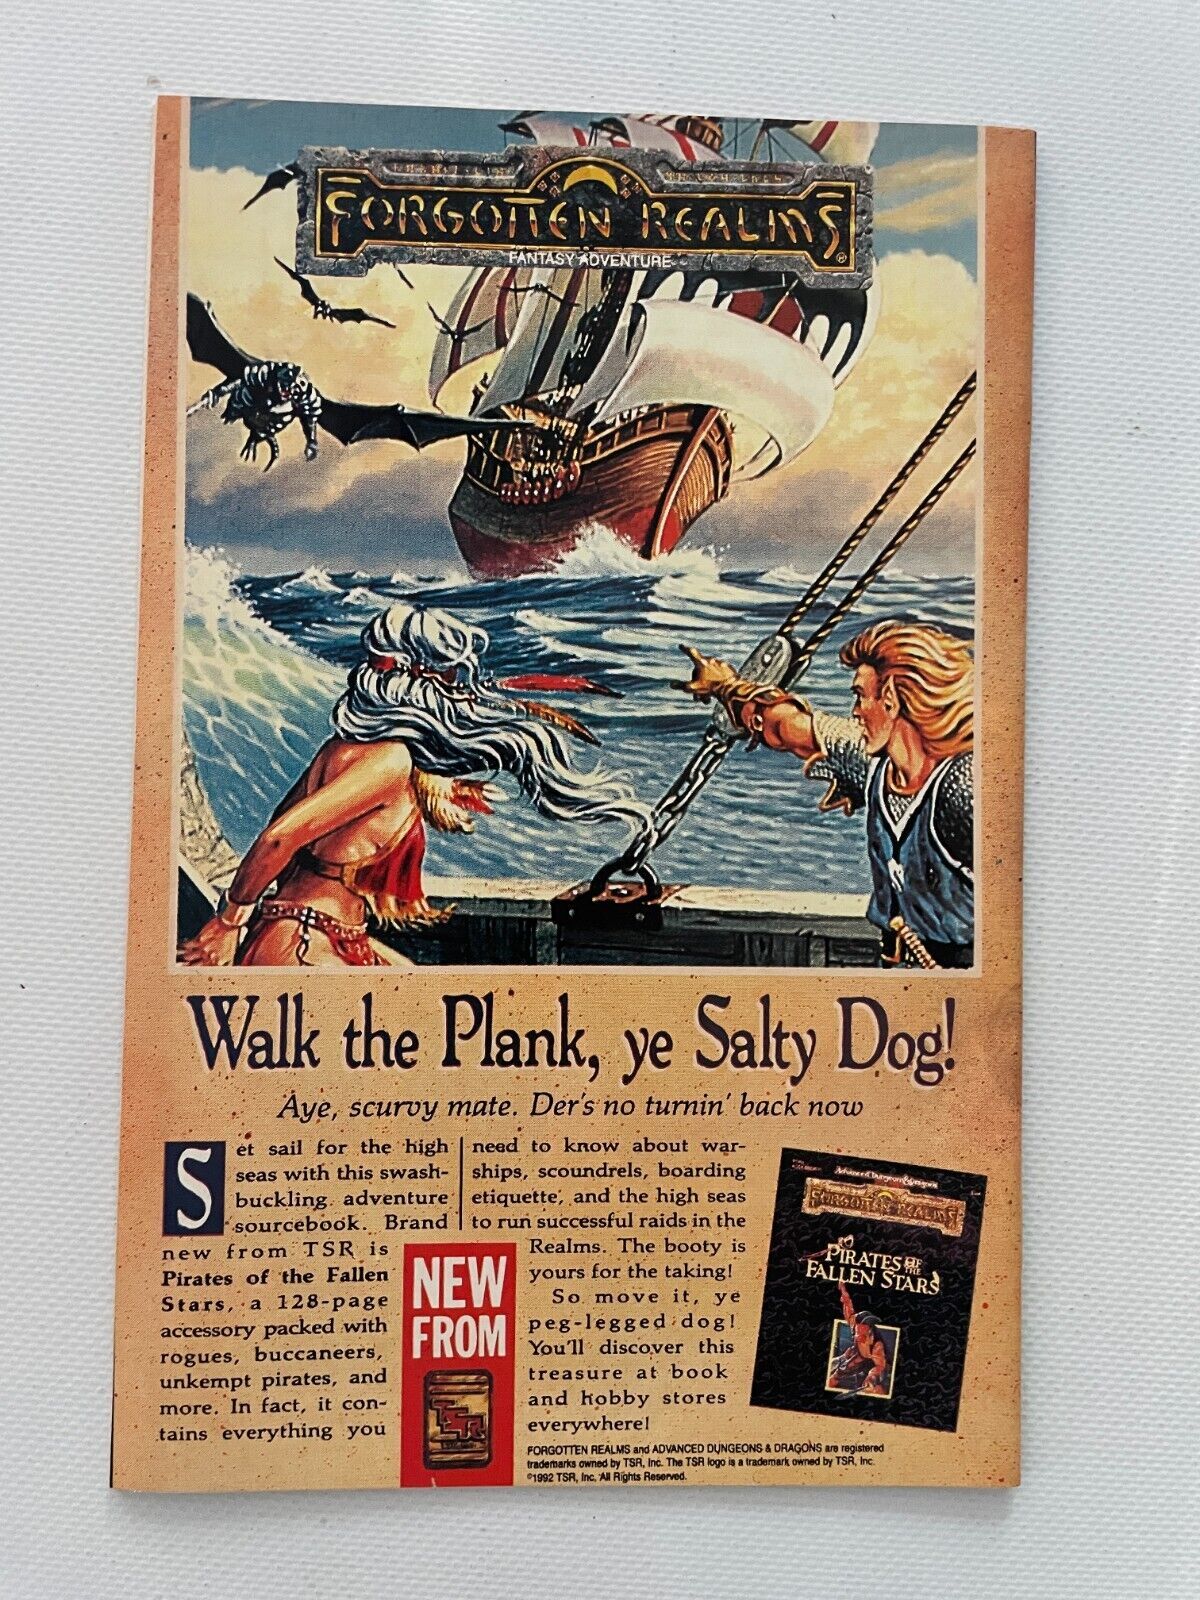 FORGOTTEN REALMS
FANTASY ADVENTURE
Walk the Plank, ye Salty Dog!
Aye, scurvy mate. Der's no turnin' back now
Set sail for the high
seas with this swash-
buckling adventure
sourcebook. Brand
new from TSR is
Pirates of the Fallen
Stars, a 128-page
accessory packed with
rogues, buccaneers,
unkempt pirates, and
more. In fact, it con-
tains everything you
need to know about war-
ships, scoundrels, boarding
etiquette, and the high seas
to run successful raids in the
Realms. The booty is
yours for the taking!
So move it, ye
peg-legged dog!
You'll discover this
treasure at book
and hobby stores
everywhere!
NEW
FROM
TSR
Advanced Dungeons & Dragons
FORGOTTEN REALMS
PIRATES OF THE
FALLEN STARS
FORGOTTEN REALMS and ADVANCED DUNGEONS & DRAGONS are registered
trademarks owned by TSR, Inc. The TSR logo is a trademark owned by TSR, Inc.
©1992 TSR, Inc. All Rights Reserved.